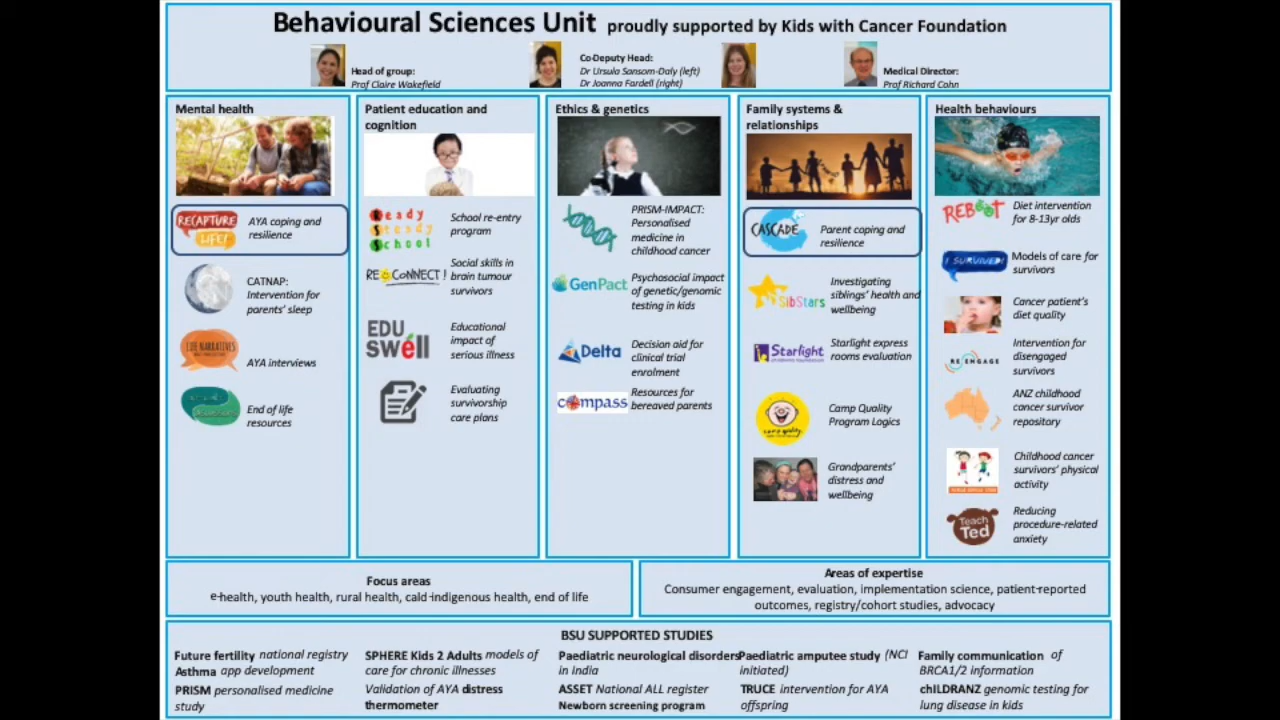 Behavioural Sciences Unit proudly supported by Kids with Cancer Foundation
Head of group:
Prof Claire Wakefield
Co-Deputy Head:
Dr Ursula Sansom-Daly (left)
Dr Joanna Fardell (right)
Medical Director:
Prof Richard Cohn
Mental health
RECAPTURE
LIFE!
AYA coping and
resilience
CATNAP:
Intervention for
parents' sleep
LIFE NARRATIVES
AYA interviews
End of life
resources
Patient education and
cognition
Ready
Steady
School
School re-entry
program
RE CONNECT!
Social skills in
brain tumour
survivors
EDU
SWell
Educational
impact of
serious illness
Evaluating
survivorship
care plans
Ethics & genetics
PRISM-IMPACT:
Personalised
medicine in
childhood cancer
GenPact
Psychosocial impact
of genetic/genomic
testing in kids
Delta
Decision aid for
clinical trial
enrolment
compass
Resources for
bereaved parents
Family systems &
relationships
CASCADE
Parent coping and
resilience
SibStars
Investigating
siblings' health and
wellbeing
Starlight
Starlight express
rooms evaluation
camp quality
Camp Quality
Program Logics
Grandparents'
distress and
wellbeing
Health behaviours
REBOOT
Diet intervention
for 8-13yr olds
I SURVIVED!
Models of care for
survivors
Cancer patient's
diet quality
RE ENGAGE
Intervention for
disengaged
survivors
ANZ childhood
cancer survivor
repository
Childhood cancer
survivors' physical
activity
Teach
Ted
Reducing
procedure-related
anxiety
Focus areas
e-health, youth health, rural health, cald-indigenous health, end of life
Areas of expertise
Consumer engagement, evaluation, implementation science, patient-reported
outcomes, registry/cohort studies, advocacy
BSU SUPPORTED STUDIES
Future fertility national registry
Asthma app development
PRISM personalised medicine
study
SPHERE Kids 2 Adults models of
care for chronic illnesses
Validation of AYA distress
thermometer
Paediatric neurological disorders
in india
ASSET National ALL register
Newborn screening program
Paediatric amputee study (NCI
initiated)
TRUCE intervention for AYA
offspring
Family communication of
BRCA1/2 information
chILDRANZ genomic testing for
lung disease in kids